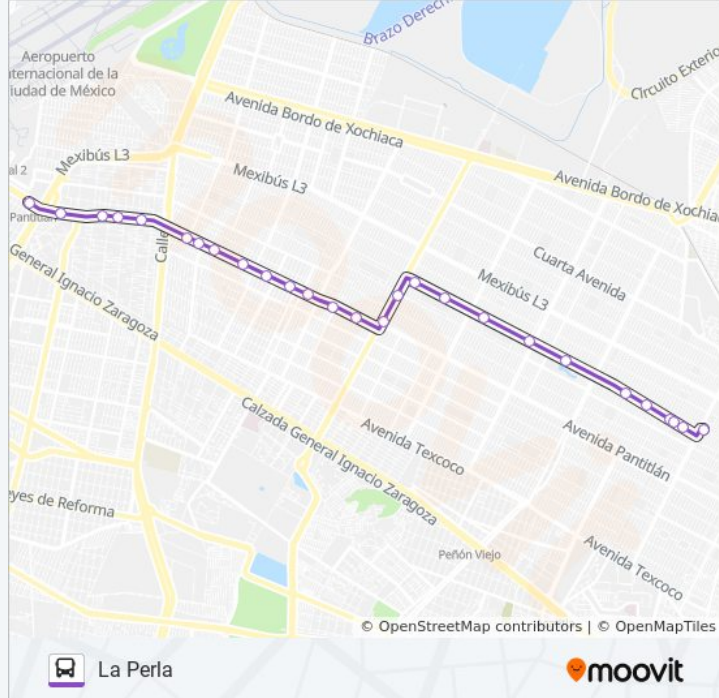 Aeropuerto
nternacional de la
iudad de México
Brazo Derech
Circuito Exterio
Avenida Bordo de Xochiaca
Mexibús L3
al 2
Mexibús L3
Avenida Bordo de Xochia
Pantitlán
Calle
Cuarta Avenida
General Ignacio Zaragoza
Mexibús L3
Calzada General Ignacio Zaragoza
Avenida Texcoco
Avenida Pantitlán
eyes de Reforma
Peñón Viejo
Avenida Texcoco
© OpenStreetMap contributors | © OpenMapTiles
La Perla
moovit